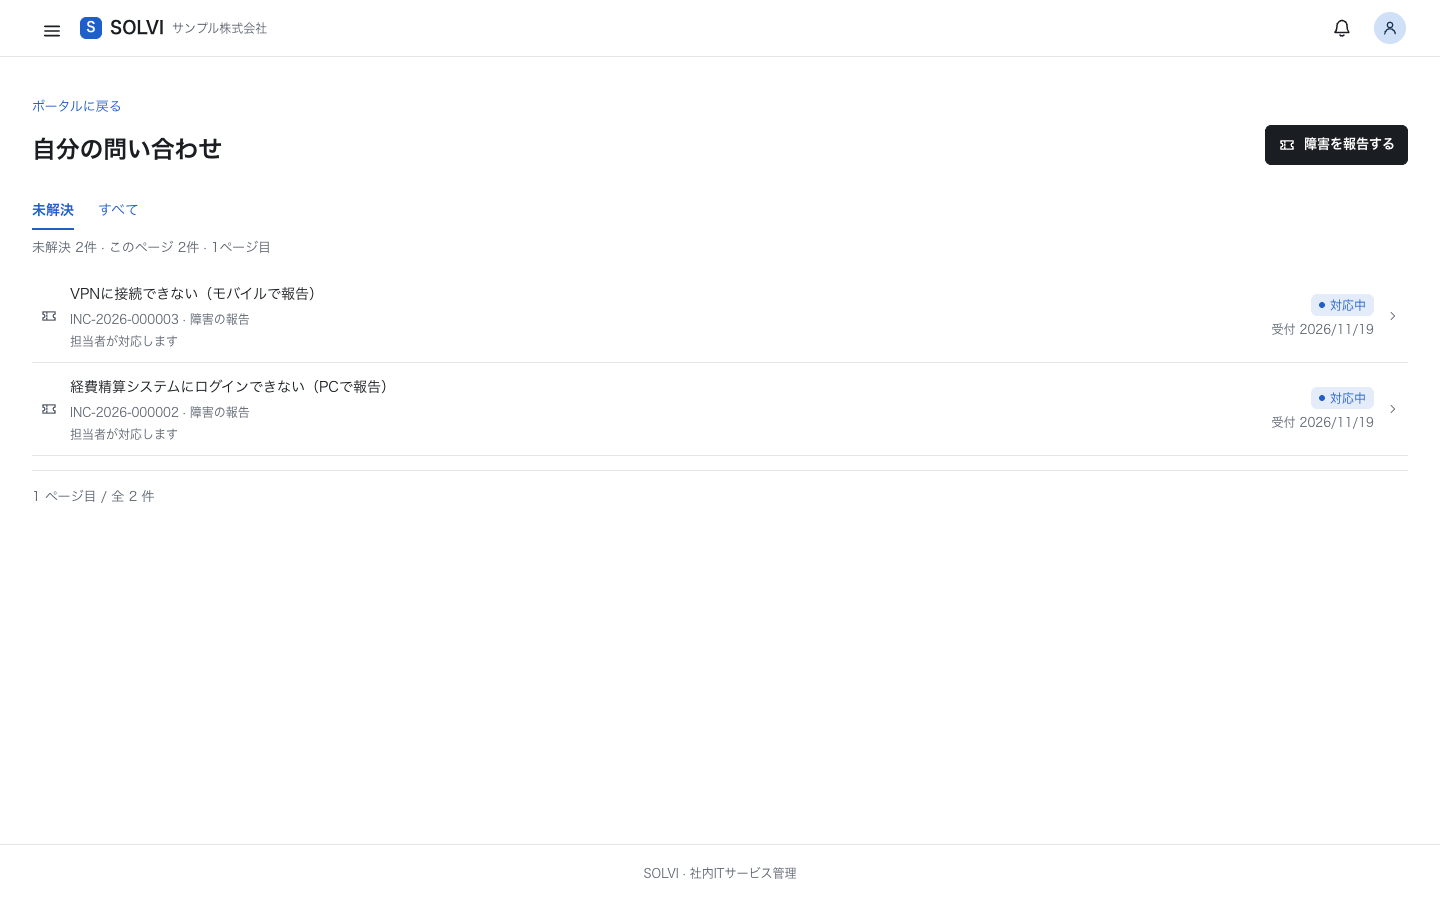 S SOLVI サンプル株式会社
ポータルに戻る
自分の問い合わせ
障害を報告する
未解決 すべて
未解決 2件 · このページ 2件 · 1ページ目
VPNに接続できない（モバイルで報告）
INC-2026-000003 · 障害の報告
担当者が対応します
対応中
受付 2026/11/19
経費精算システムにログインできない（PCで報告）
INC-2026-000002 · 障害の報告
担当者が対応します
対応中
受付 2026/11/19
1 ページ目 / 全 2 件
SOLVI · 社内ITサービス管理